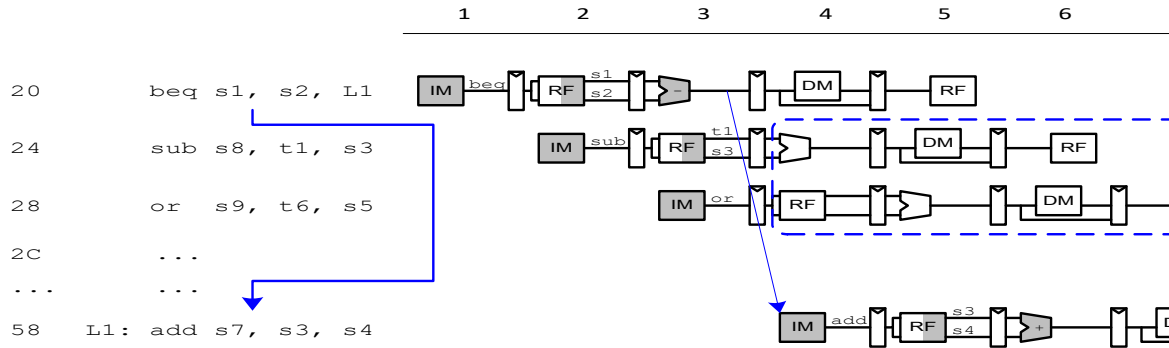 1 2 3 4 5 6
20 beq s1, s2, L1 IM beq RF s1 s2 - DM RF
24 sub s8, t1, s3 IM sub RF t1 s3 DM RF
28 or s9, t6, s5 IM or RF DM
2C ...
... ...
58 L1: add s7, s3, s4 IM add RF s3 s4 + D